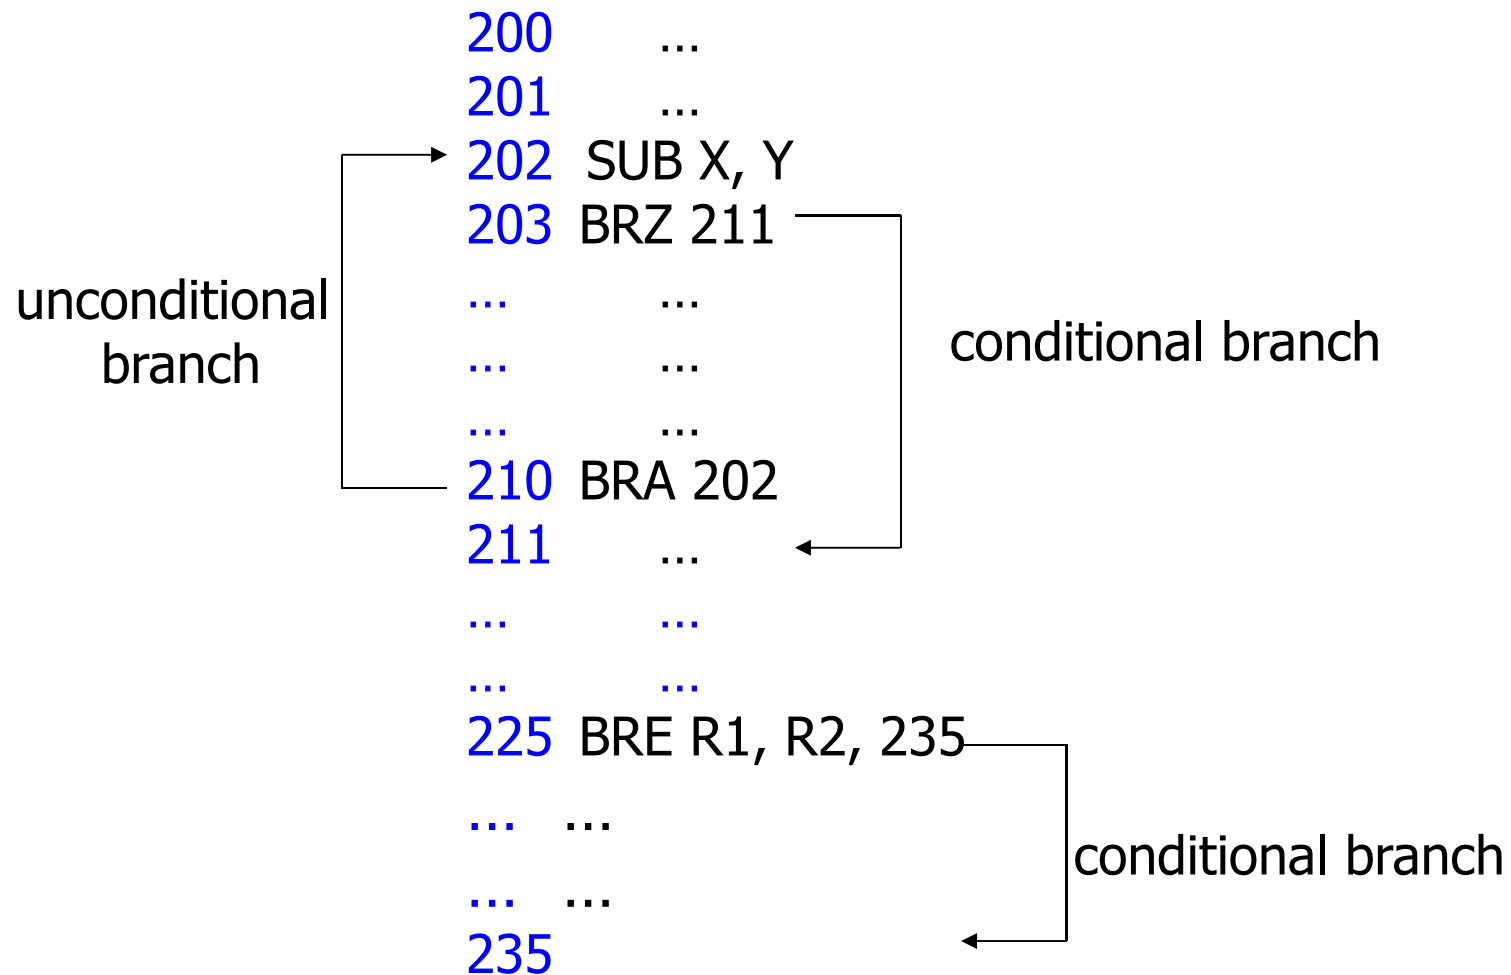 200 ...
201 ...
202 SUB X, Y
203 BRZ 211
... ...
unconditional
branch
... ...
conditional branch
... ...
210 BRA 202
211 ...
... ...
... ...
225 BRE R1, R2, 235
... ...
conditional branch
... ...
235